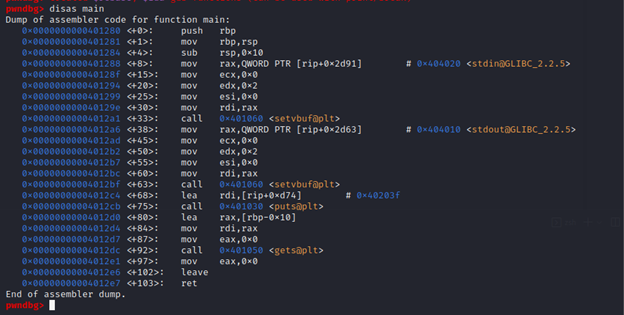 pwndbg> disas main
Dump of assembler code for function main:
0x0000000000401280 <+0>: push rbp
0x0000000000401281 <+1>: mov rbp,rsp
0x0000000000401284 <+4>: sub rsp,0x10
0x0000000000401288 <+8>: mov rax,QWORD PTR [rip+0x2d91] # 0x404020 <stdin@GLIBC_2.2.5>
0x000000000040128f <+15>: mov ecx,0x0
0x0000000000401294 <+20>: mov edx,0x2
0x0000000000401299 <+25>: mov esi,0x0
0x000000000040129e <+30>: mov rdi,rax
0x00000000004012a1 <+33>: call 0x401060 <setvbuf@plt>
0x00000000004012a6 <+38>: mov rax,QWORD PTR [rip+0x2d63] # 0x404010 <stdout@GLIBC_2.2.5>
0x00000000004012ad <+45>: mov ecx,0x0
0x00000000004012b2 <+50>: mov edx,0x2
0x00000000004012b7 <+55>: mov esi,0x0
0x00000000004012bc <+60>: mov rdi,rax
0x00000000004012bf <+63>: call 0x401060 <setvbuf@plt>
0x00000000004012c4 <+68>: lea rdi,[rip+0xd74] # 0x40203f
0x00000000004012cb <+75>: call 0x401030 <puts@plt>
0x00000000004012d0 <+80>: lea rax,[rbp-0x10]
0x00000000004012d4 <+84>: mov rdi,rax
0x00000000004012d7 <+87>: mov eax,0x0
0x00000000004012dc <+92>: call 0x401050 <gets@plt>
0x00000000004012e1 <+97>: mov eax,0x0
0x00000000004012e6 <+102>: leave
0x00000000004012e7 <+103>: ret
End of assembler dump.
pwndbg>